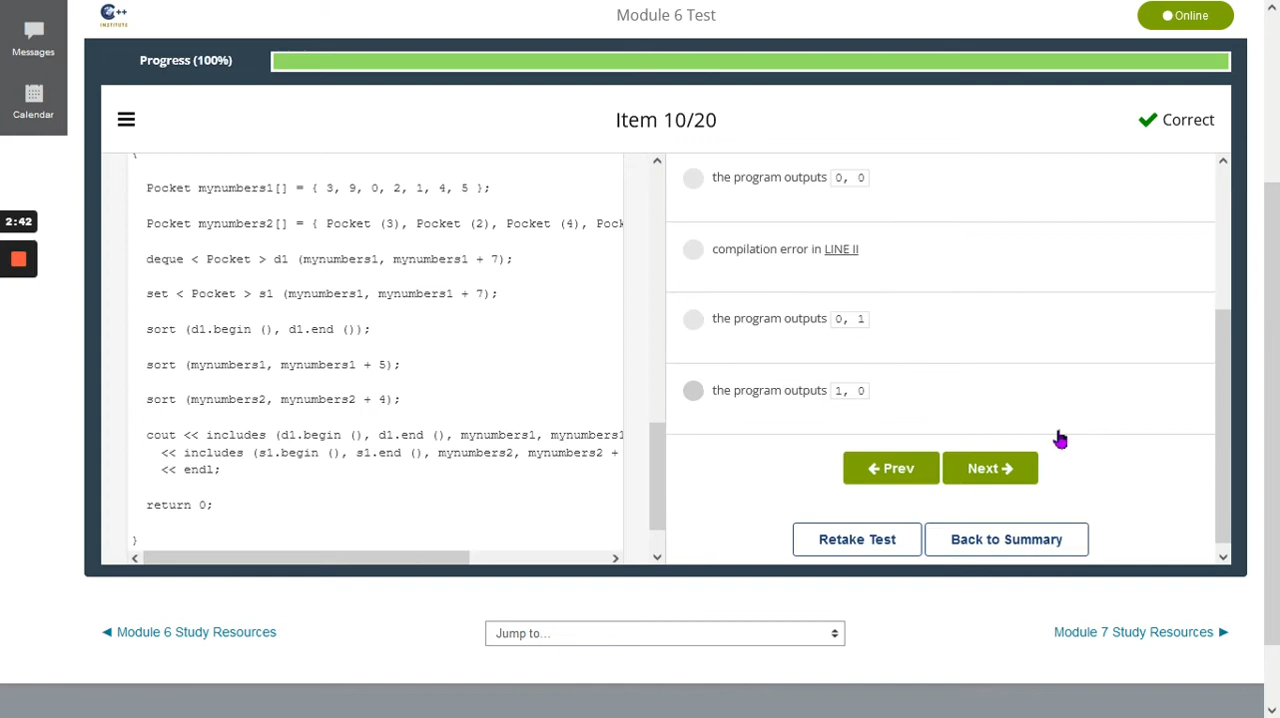 C++
INSTITUTE
Module 6 Test
Online
Messages
Calendar
Progress (100%)
Item 10/20
Correct
{
Pocket mynumbers1[] = { 3, 9, 0, 2, 1, 4, 5 };
Pocket mynumbers2[] = { Pocket (3), Pocket (2), Pocket (4), Pock
deque < Pocket > d1 (mynumbers1, mynumbers1 + 7);
set < Pocket > s1 (mynumbers1, mynumbers1 + 7);
sort (d1.begin (), d1.end ());
sort (mynumbers1, mynumbers1 + 5);
sort (mynumbers2, mynumbers2 + 4);
cout << includes (d1.begin (), d1.end (), mynumbers1, mynumbers1
<< includes (s1.begin (), s1.end (), mynumbers2, mynumbers2 +
<< endl;
return 0;
}
the program outputs 0, 0
compilation error in LINE II
the program outputs 0, 1
the program outputs 1, 0
Prev
Next
Retake Test
Back to Summary
2:42
Module 6 Study Resources
Jump to...
Module 7 Study Resources